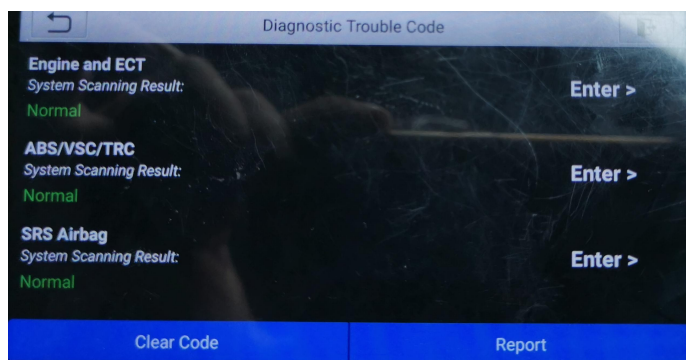 Diagnostic Trouble Code
Engine and ECT
System Scanning Result:
Enter >
Normal
ABS/VSC/TRC
System Scanning Result:
Enter >
Normal
SRS Airbag
System Scanning Result:
Enter >
Normal
Clear Code
Report